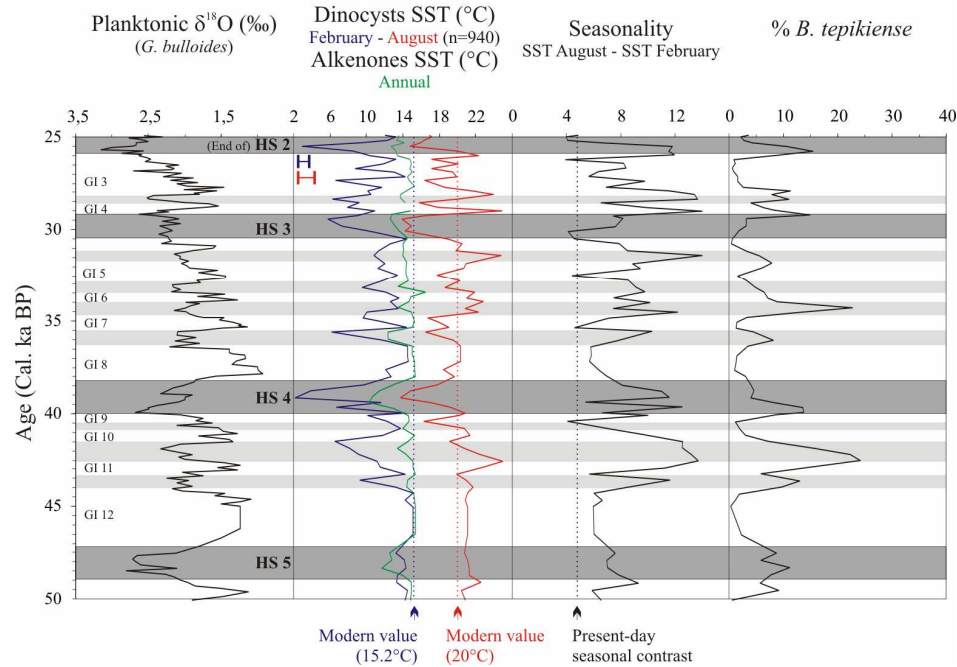 Planktonic δ¹⁸O (‰)
(G. bulloides)
Dinocysts SST (°C)
February - August (n=940)
Alkenones SST (°C)
Annual
Seasonality
SST August - SST February
% B. tepikiense
3,5 2,5 1,5 2 6 10 14 18 22 0 4 8 12 0 10 20 30 40
Age (Cal. ka BP)
25
30
35
40
45
50
(End of) HS 2
GI 3
GI 4
HS 3
GI 5
GI 6
GI 7
GI 8
HS 4
GI 9
GI 10
GI 11
GI 12
HS 5
Modern value
(15.2°C)
Modern value
(20°C)
Present-day
seasonal contrast